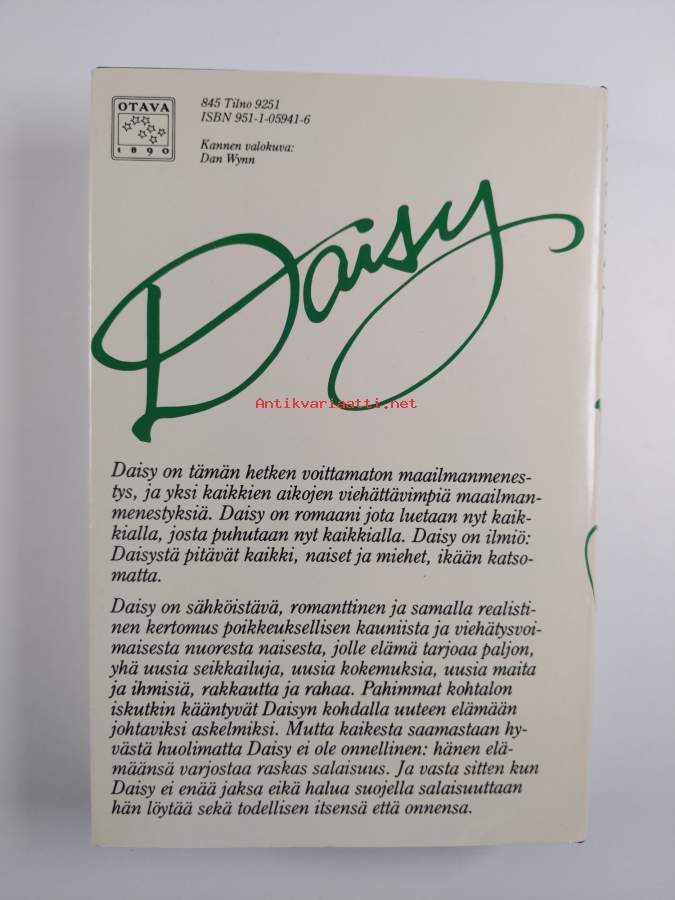 OTAVA
1890
845 Tilno 9251
ISBN 951-1-05941-6
Kannen valokuva:
Dan Wynn
Daisy
Antikvariaatti.net
Daisy on tämän hetken voittamaton maailmanmenes-
tys, ja yksi kaikkien aikojen viehättävimpiä maailman-
menestyksiä. Daisy on romaani jota luetaan nyt kaik-
kialla, josta puhutaan nyt kaikkialla. Daisy on ilmiö:
Daisystä pitävät kaikki, naiset ja miehet, ikään katso-
matta.
Daisy on sähköistävä, romanttinen ja samalla realisti-
nen kertomus poikkeuksellisen kauniista ja viehätysvoi-
maisesta nuoresta naisesta, jolle elämä tarjoaa paljon,
yhä uusia seikkailuja, uusia kokemuksia, uusia maita
ja ihmisiä, rakkautta ja rahaa. Pahimmat kohtalon
iskutkin kääntyvät Daisyn kohdalla uuteen elämään
johtaviksi askelmiksi. Mutta kaikesta saamastaan hy-
västä huolimatta Daisy ei ole onnellinen: hänen elä-
määnsä varjostaa raskas salaisuus. Ja vasta sitten kun
Daisy ei enää jaksa eikä halua suojella salaisuuttaan
hän löytää sekä todellisen itsensä että onnensa.